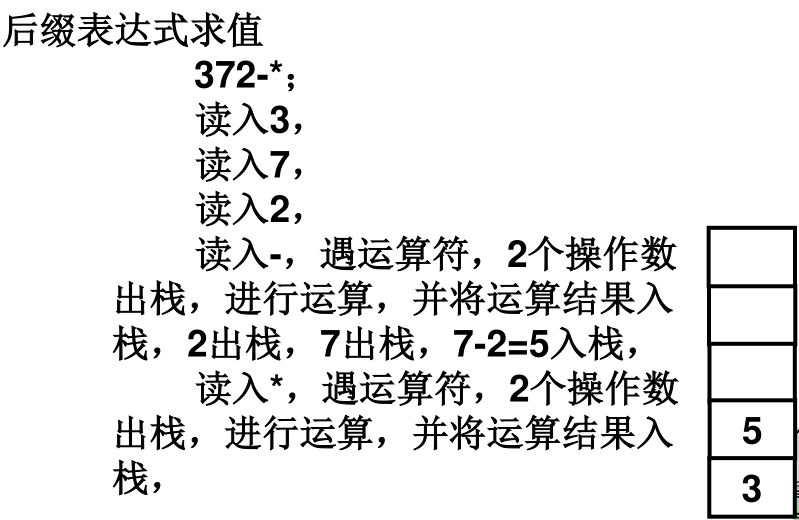 后缀表达式求值
372-*；
读入3，
读入7，
读入2，
读入-，遇运算符，2个操作数
出栈，进行运算，并将运算结果入
栈，2出栈，7出栈，7-2=5入栈，
读入*，遇运算符，2个操作数
出栈，进行运算，并将运算结果入
栈，
5
3